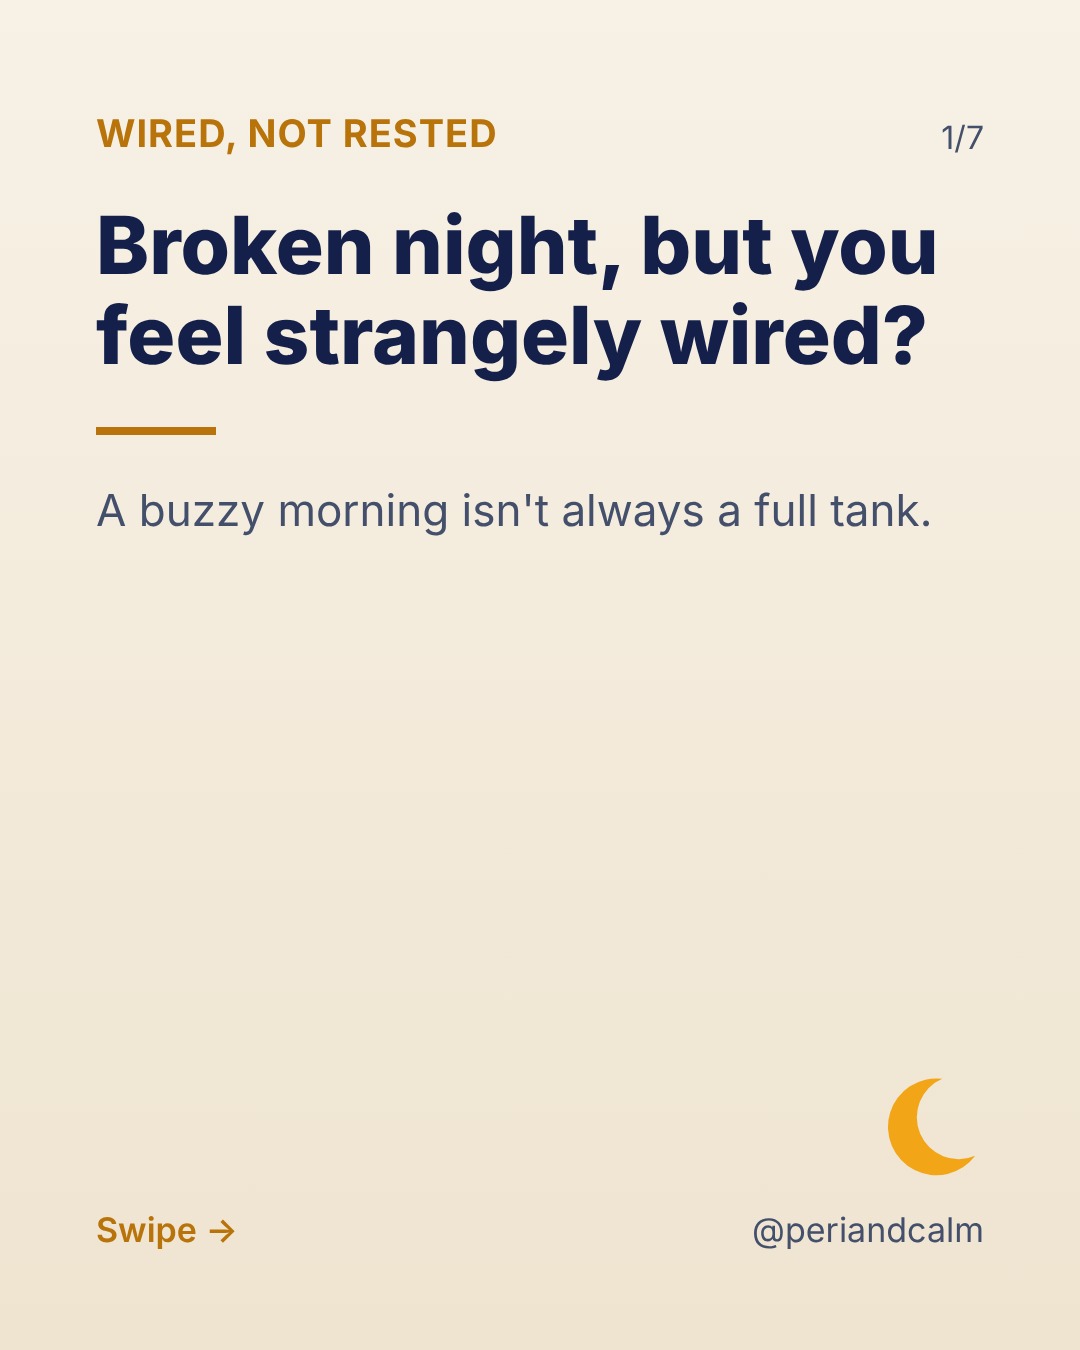 WIRED, NOT RESTED
1/7
Broken night, but you
feel strangely wired?
A buzzy morning isn't always a full tank.
Swipe →
@periandcalm